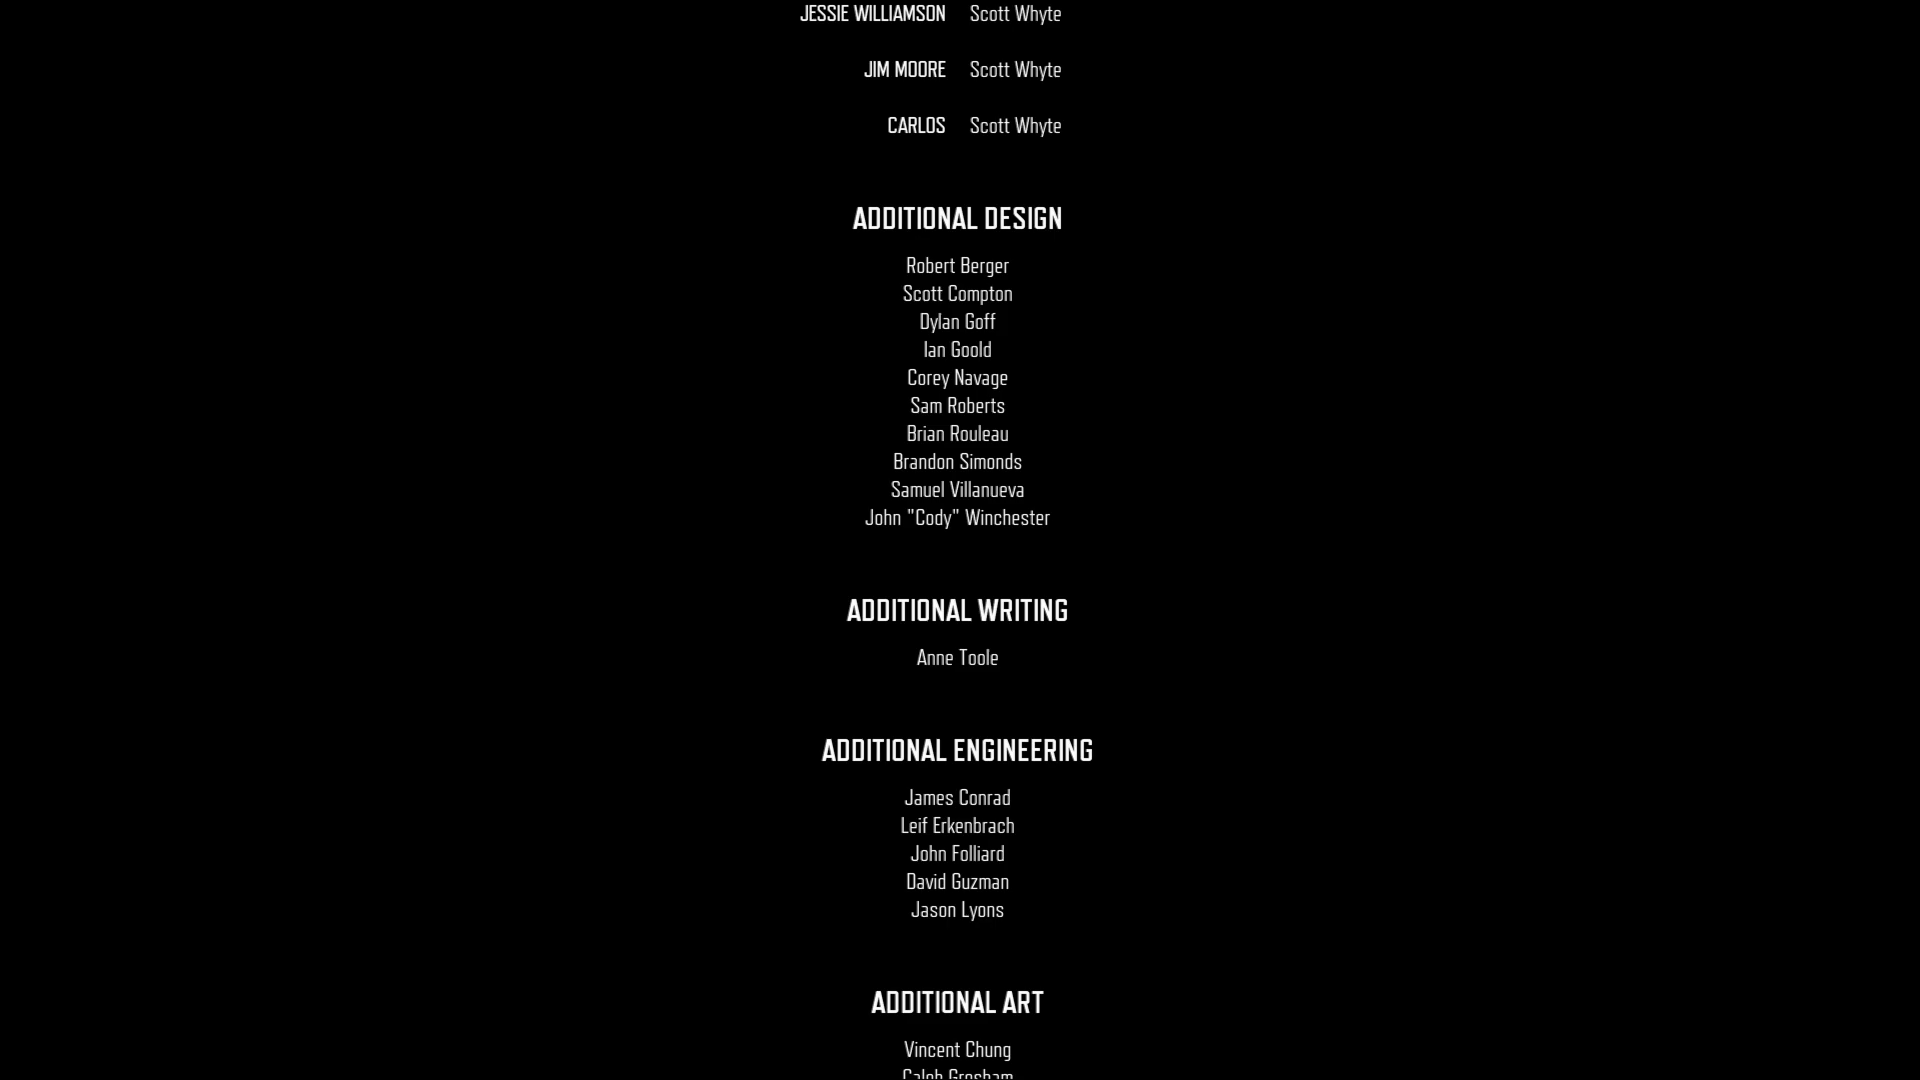 JESSIE WILLIAMSON Scott Whyte
JIM MOORE Scott Whyte
CARLOS Scott Whyte
ADDITIONAL DESIGN
Robert Berger
Scott Compton
Dylan Goff
Ian Goold
Corey Navage
Sam Roberts
Brian Rouleau
Brandon Simonds
Samuel Villanueva
John "Cody" Winchester
ADDITIONAL WRITING
Anne Toole
ADDITIONAL ENGINEERING
James Conrad
Leif Erkenbrach
John Folliard
David Guzman
Jason Lyons
ADDITIONAL ART
Vincent Chung
Caleb Gresham